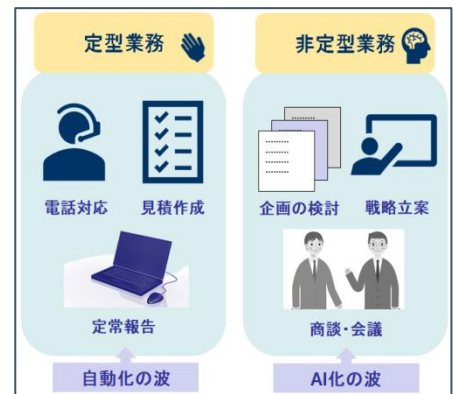 定型業務
非定型業務
電話対応
見積作成
定常報告
企画の検討
戦略立案
商談・会議
自動化の波
AI化の波